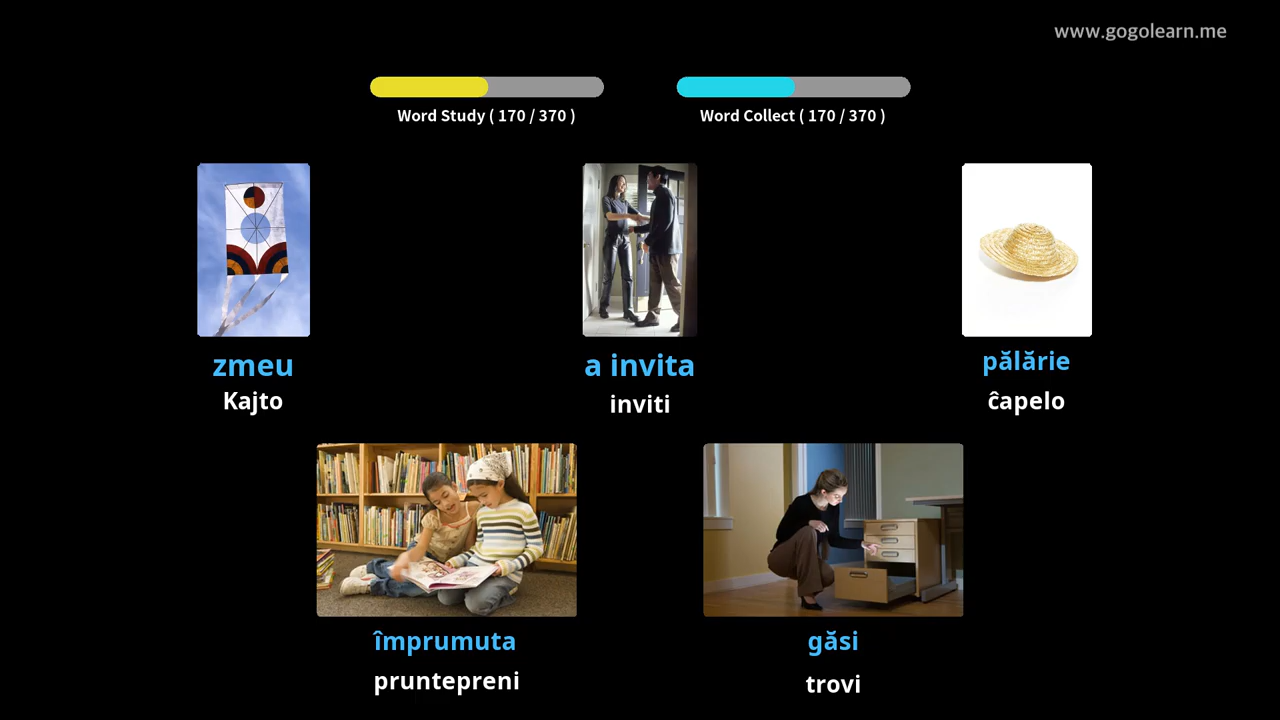 www.gogolearn.me
Word Study ( 170 / 370 )
Word Collect ( 170 / 370 )
zmeu
Kajto
a invita
inviti
pălărie
ĉapelo
împrumuta
pruntepreni
găsi
trovi